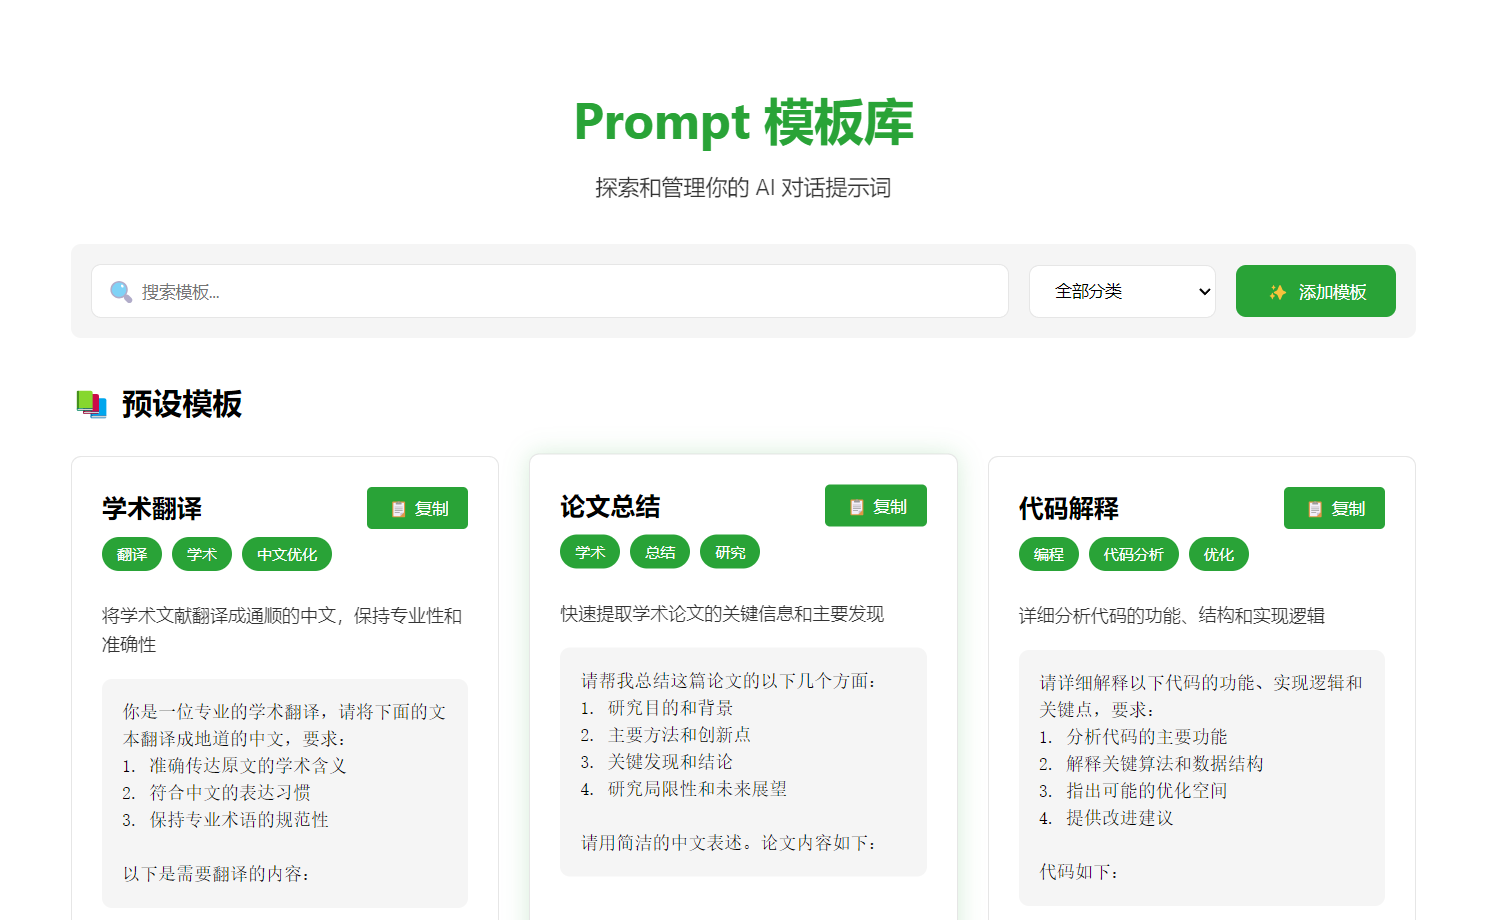 Prompt 模板库
探索和管理你的 AI 对话提示词
搜索模板...
全部分类
添加模板
预设模板
学术翻译
复制
翻译
学术
中文优化
将学术文献翻译成通顺的中文，保持专业性和
准确性
你是一位专业的学术翻译，请将下面的文
本翻译成地道的中文，要求：
1. 准确传达原文的学术含义
2. 符合中文的表达习惯
3. 保持专业术语的规范性
以下是需要翻译的内容：
论文总结
复制
学术
总结
研究
快速提取学术论文的关键信息和主要发现
请帮我总结这篇论文的以下几个方面：
1. 研究目的和背景
2. 主要方法和创新点
3. 关键发现和结论
4. 研究局限性和未来展望
请用简洁的中文表述。论文内容如下：
代码解释
复制
编程
代码分析
优化
详细分析代码的功能、结构和实现逻辑
请详细解释以下代码的功能、实现逻辑和
关键点，要求：
1. 分析代码的主要功能
2. 解释关键算法和数据结构
3. 指出可能的优化空间
4. 提供改进建议
代码如下：